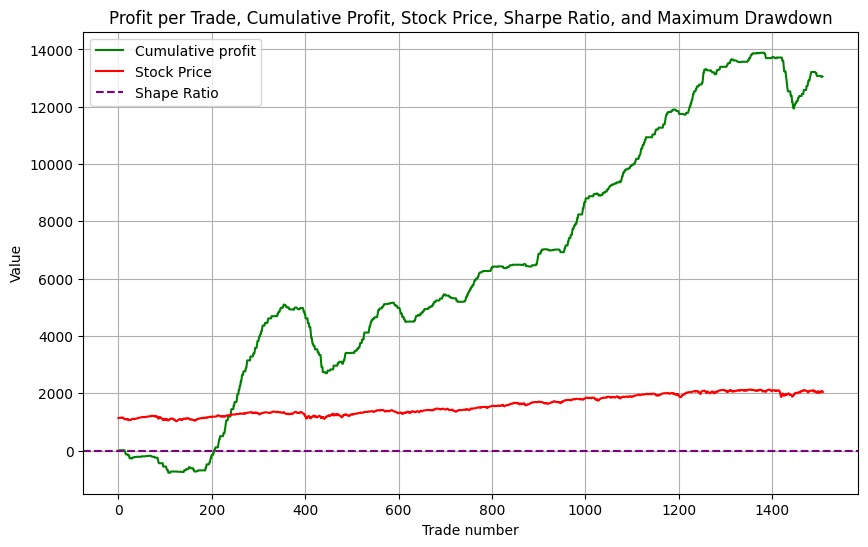 Profit per Trade, Cumulative Profit, Stock Price, Sharpe Ratio, and Maximum Drawdown
Cumulative profit
Stock Price
Shape Ratio
14000
12000
10000
8000
6000
4000
2000
0
Value
0 200 400 600 800 1000 1200 1400
Trade number